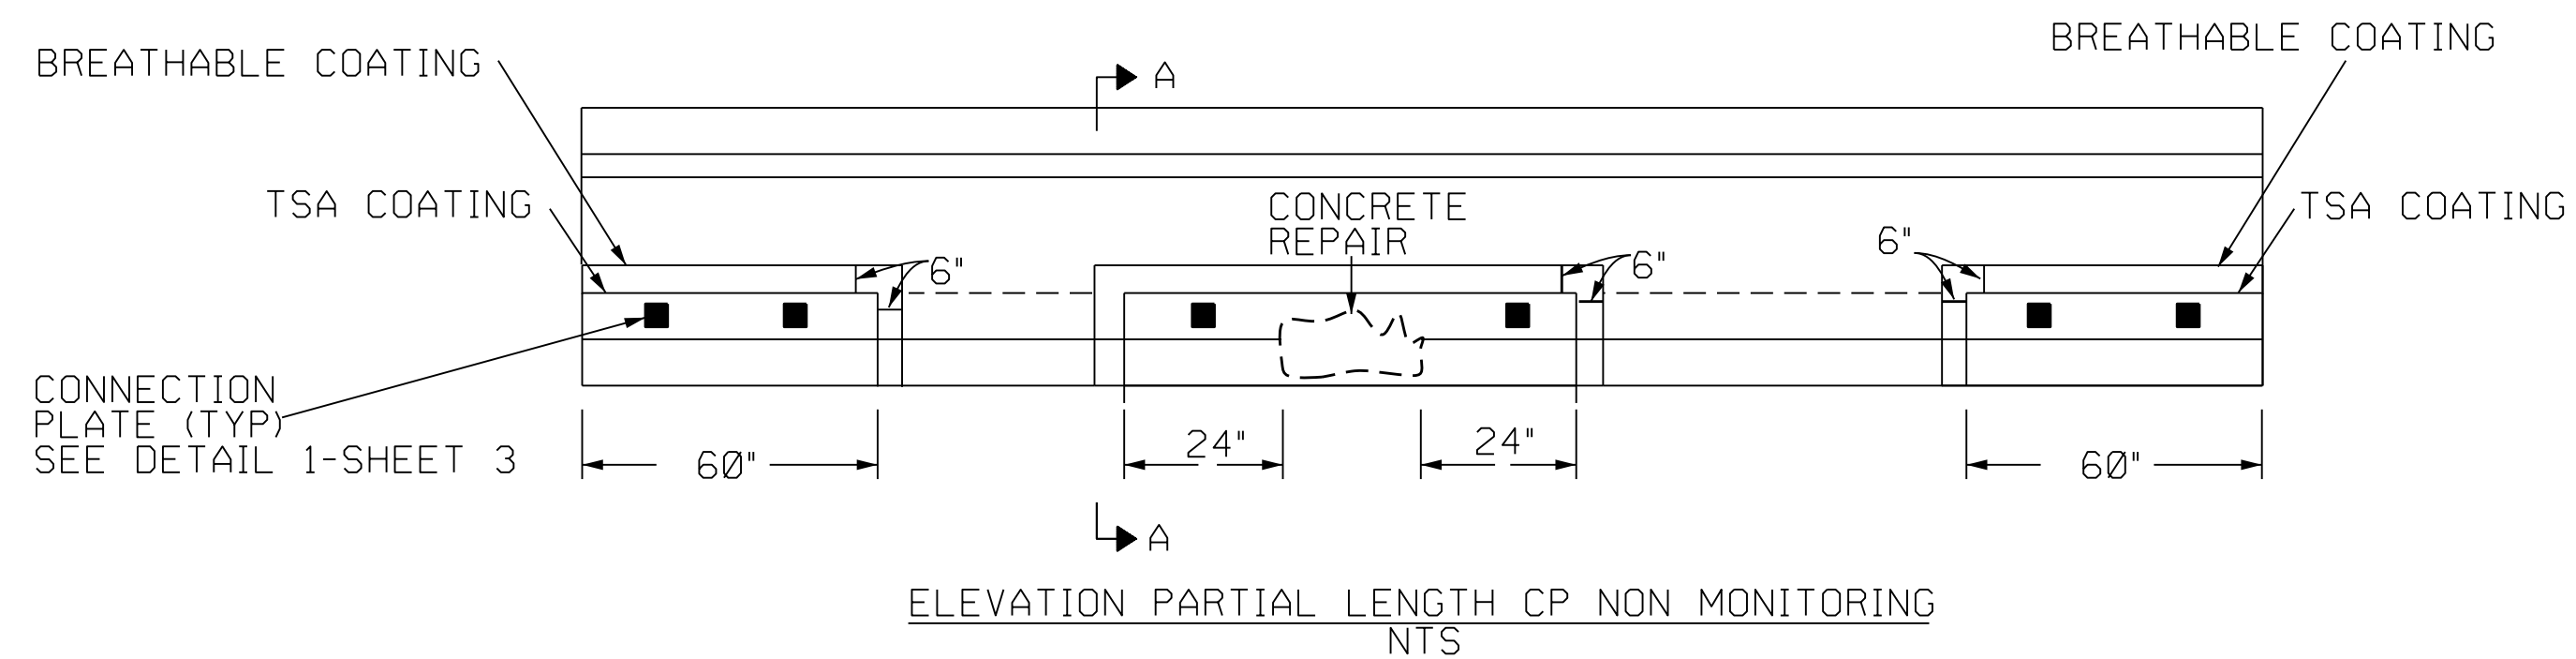 BREATHABLE COATING
BREATHABLE COATING
A
TSA COATING
CONCRETE
REPAIR
TSA COATING
6"
6"
6"
CONNECTION
PLATE (TYP)
SEE DETAIL 1-SHEET 3
60"
24"
24"
60"
A
ELEVATION PARTIAL LENGTH CP NON MONITORING
NTS